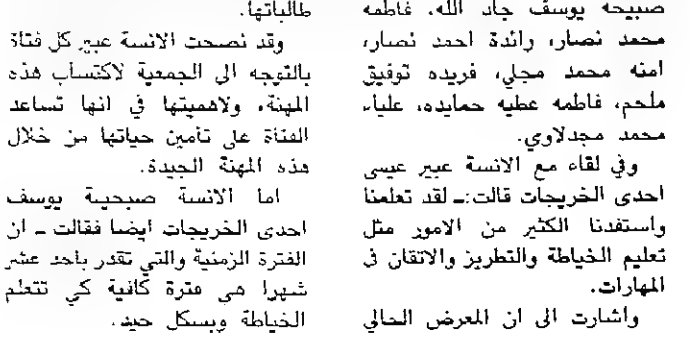 صبيحه يوسف جاد الله، فاطمه
محمد نصار، رائدة احمد نصار،
امنه محمد مجلي، فريده توفيق
ملحم، فاطمه عطيه حمايده، علياء
محمد مجدلاوي.
وفي لقاء مع الانسة عبير عيسى
احدى الخريجات قالت:ـ لقد تعلمنا
واستفدنا الكثير من الامور مثل
تعليم الخياطة والتطريز والاتقان في
المهارات.
واشارت الى ان المعرض الحالي
طالباتها.
وقد نصحت الانسة عبير كل فتاة
بالتوجه الى الجمعية لاكتساب هذه
المهنة، ولاهميتها في انها تساعد
الفتاة على تأمين حياتها من خلال
هذه المهنة الجيدة.
اما الانسة صبحية يوسف
احدى الخريجات ايضا فقالت ـ ان
الفترة الزمنية والتي تقدر باحد عشر
شهرا هي فترة كافية كي تتعلم
الخياطة وبشكل جيد.